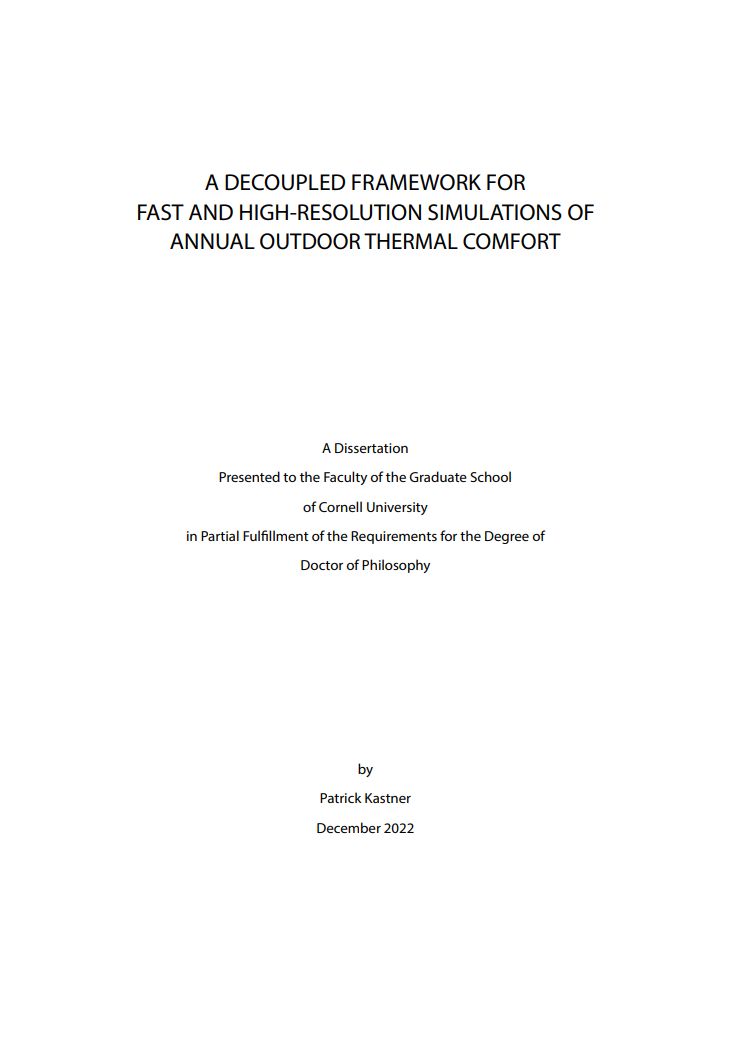 A DECOUPLED FRAMEWORK FOR
FAST AND HIGH-RESOLUTION SIMULATIONS OF
ANNUAL OUTDOOR THERMAL COMFORT
A Dissertation
Presented to the Faculty of the Graduate School
of Cornell University
in Partial Fulfillment of the Requirements for the Degree of
Doctor of Philosophy
by
Patrick Kastner
December 2022